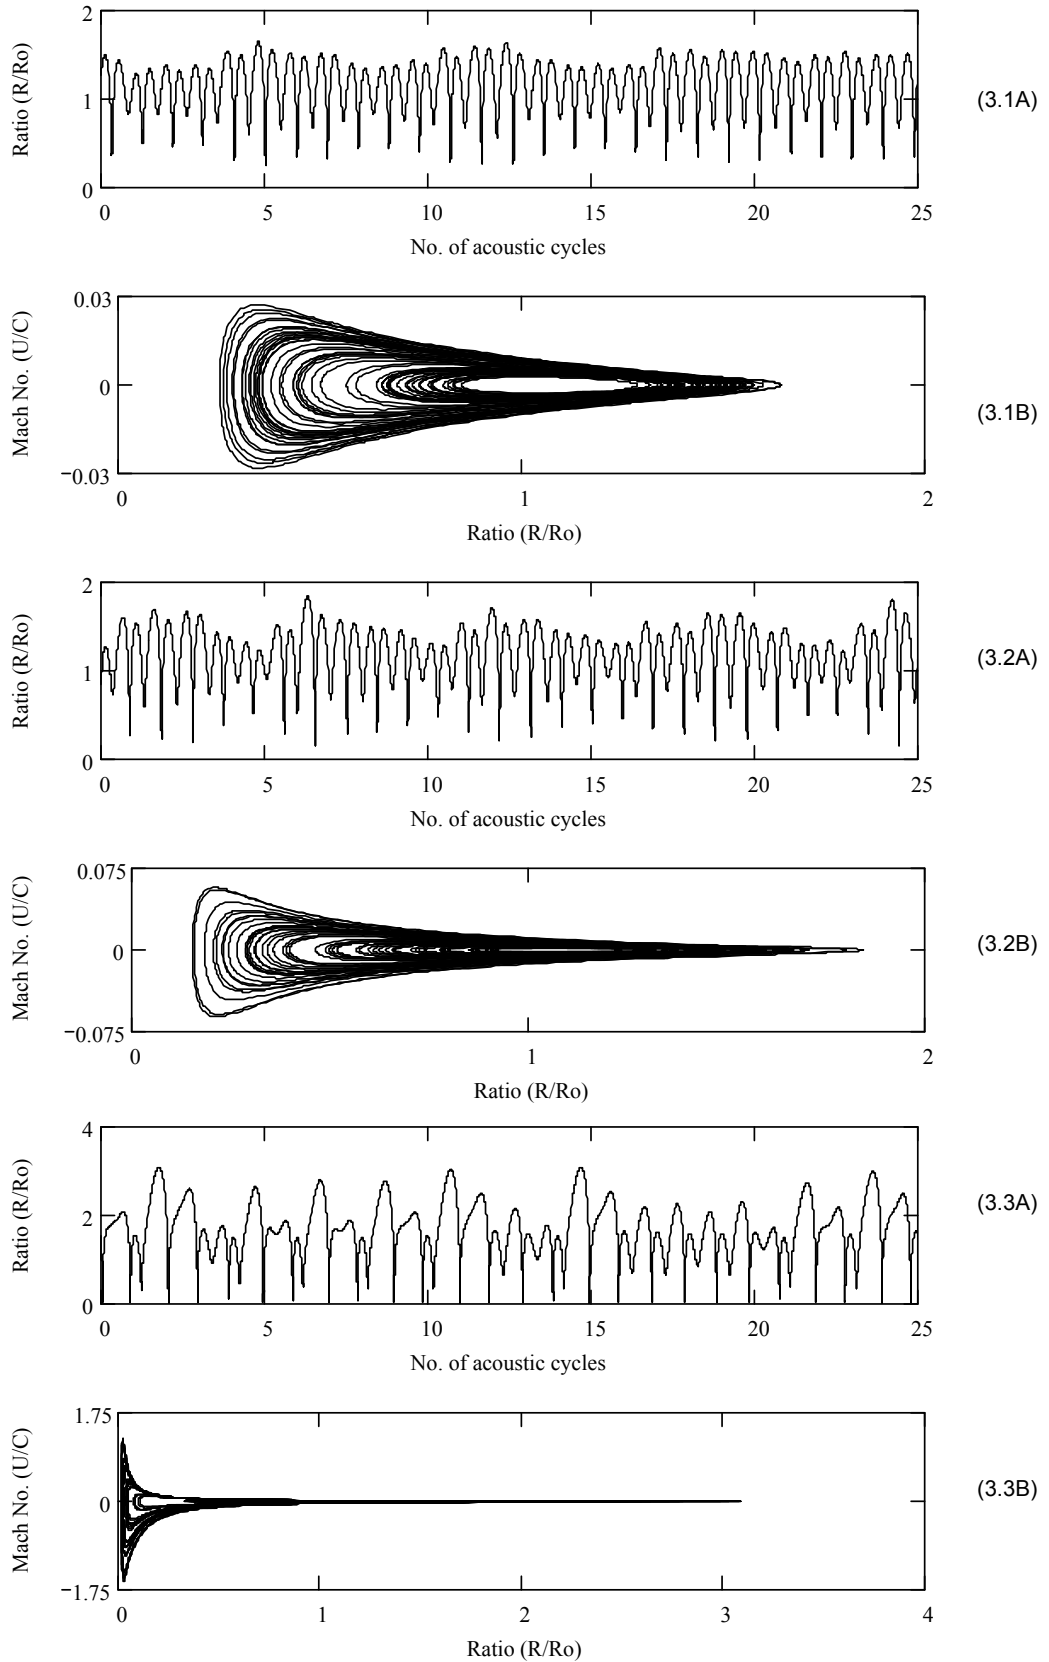 2
Ratio (R/Ro)
1
(3.1A)
0
0 5 10 15 20 25
No. of acoustic cycles
0.03
Mach No. (U/C)
0
(3.1B)
−0.03
0 1 2
Ratio (R/Ro)
2
Ratio (R/Ro)
1
(3.2A)
0
0 5 10 15 20 25
No. of acoustic cycles
0.075
Mach No. (U/C)
0
(3.2B)
−0.075
0 1 2
Ratio (R/Ro)
4
Ratio (R/Ro)
2
(3.3A)
0
0 5 10 15 20 25
No. of acoustic cycles
1.75
Mach No. (U/C)
0
(3.3B)
−1.75
0 1 2 3 4
Ratio (R/Ro)